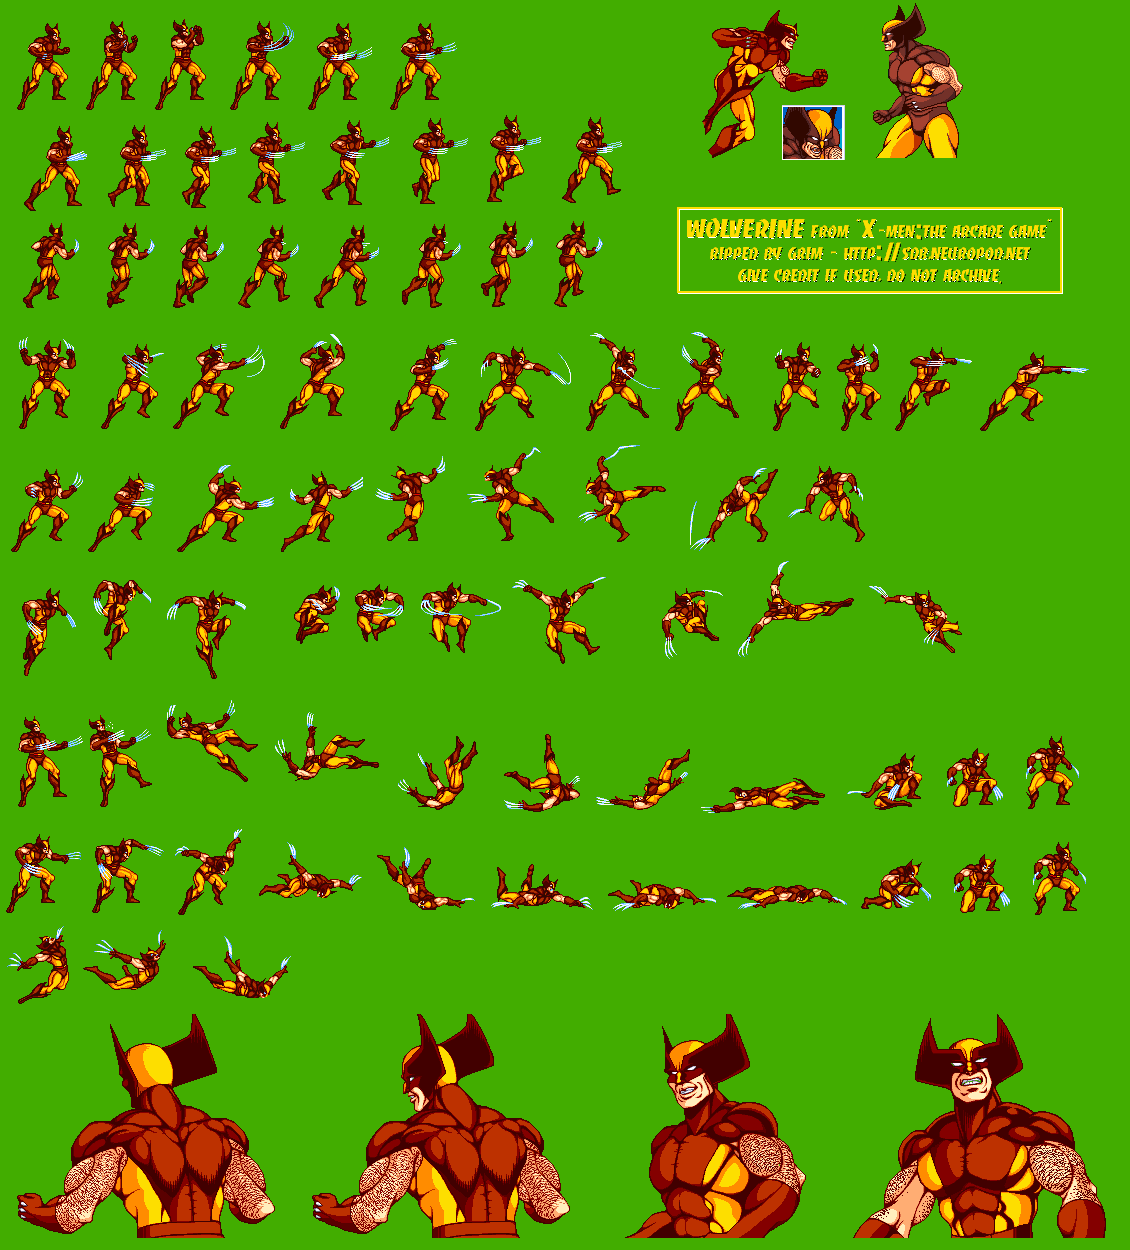 WOLVERINE FROM "X"-MEN: THE ARCADE GAME"
RIPPED BY GRIM - HTTP://SDB.NEUROPOD.NET
GIVE CREDIT IF USED. DO NOT ARCHIVE.